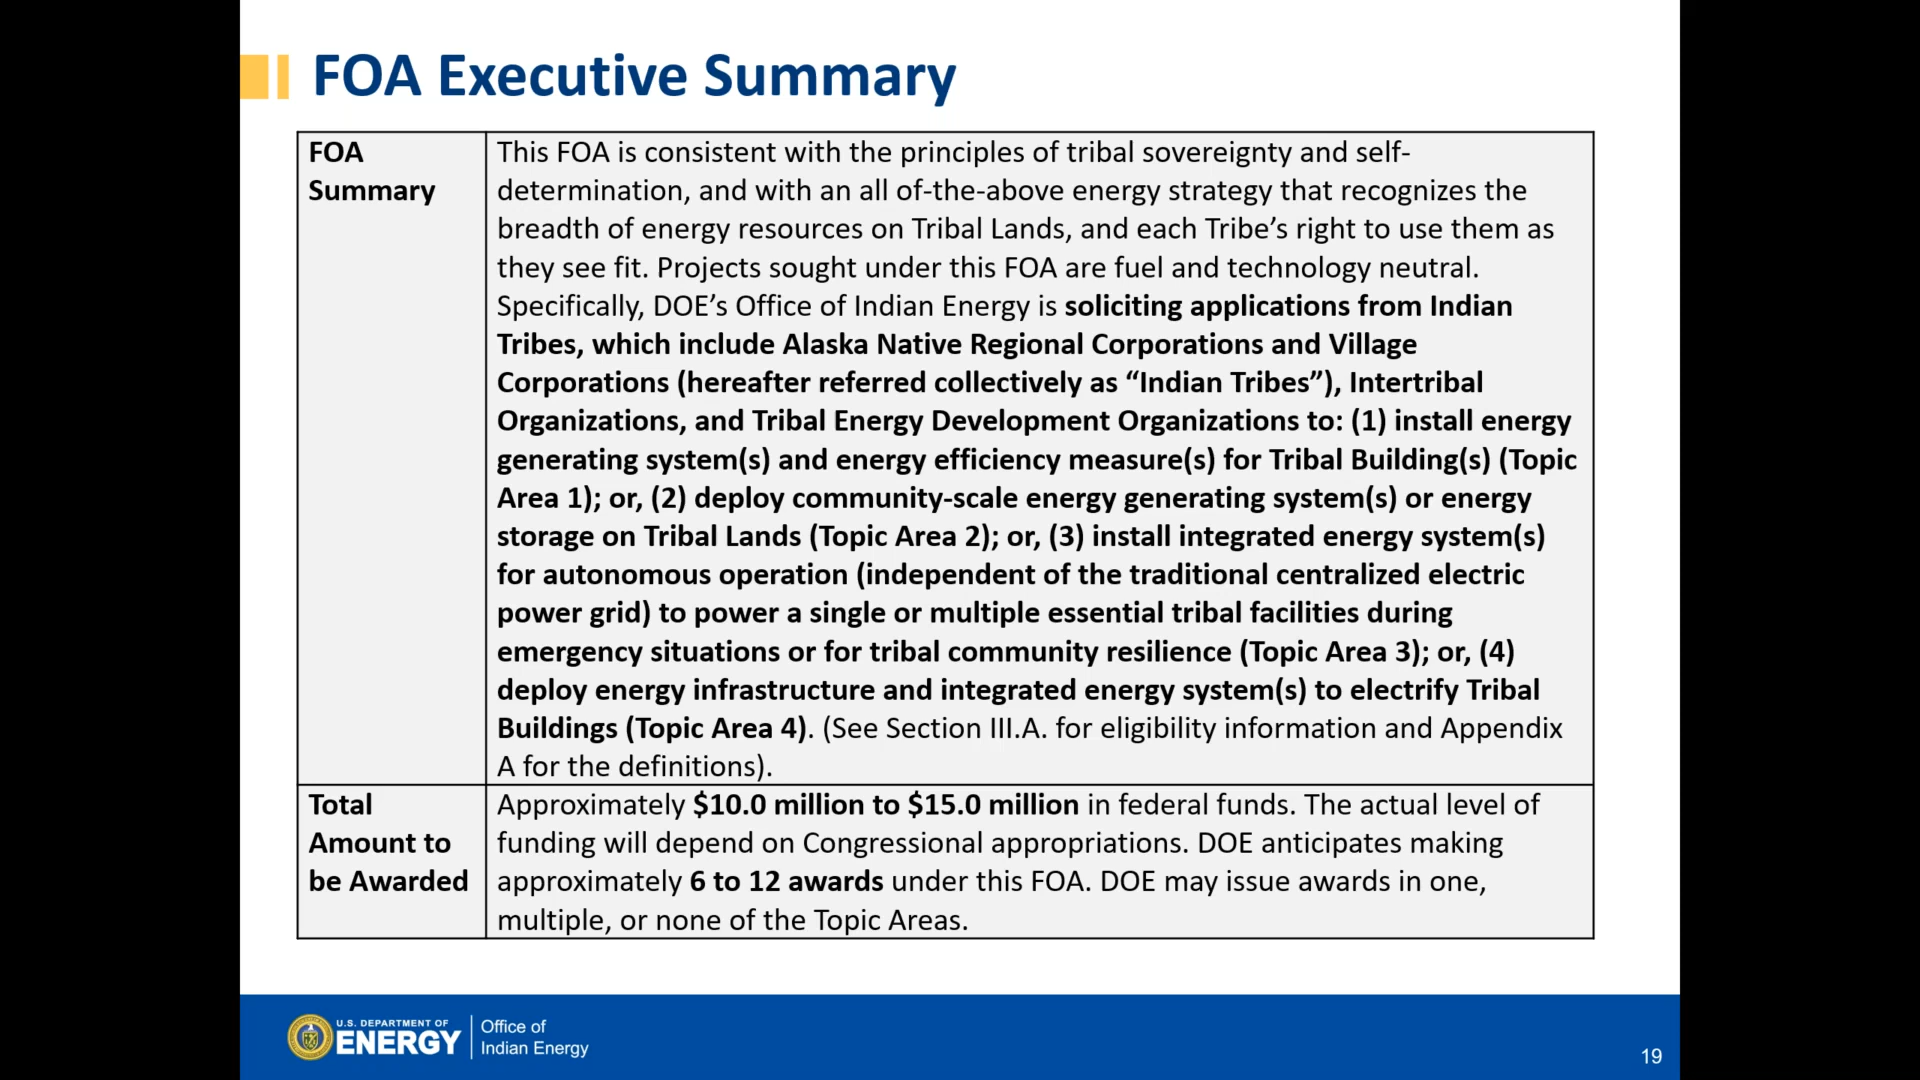 FOA Executive Summary
FOA
Summary
This FOA is consistent with the principles of tribal sovereignty and self-
determination, and with an all of-the-above energy strategy that recognizes the
breadth of energy resources on Tribal Lands, and each Tribe’s right to use them as
they see fit. Projects sought under this FOA are fuel and technology neutral.
Specifically, DOE’s Office of Indian Energy is soliciting applications from Indian
Tribes, which include Alaska Native Regional Corporations and Village
Corporations (hereafter referred collectively as “Indian Tribes”), Intertribal
Organizations, and Tribal Energy Development Organizations to: (1) install energy
generating system(s) and energy efficiency measure(s) for Tribal Building(s) (Topic
Area 1); or, (2) deploy community-scale energy generating system(s) or energy
storage on Tribal Lands (Topic Area 2); or, (3) install integrated energy system(s)
for autonomous operation (independent of the traditional centralized electric
power grid) to power a single or multiple essential tribal facilities during
emergency situations or for tribal community resilience (Topic Area 3); or, (4)
deploy energy infrastructure and integrated energy system(s) to electrify Tribal
Buildings (Topic Area 4). (See Section III.A. for eligibility information and Appendix
A for the definitions).
Total
Amount to
be Awarded
Approximately $10.0 million to $15.0 million in federal funds. The actual level of
funding will depend on Congressional appropriations. DOE anticipates making
approximately 6 to 12 awards under this FOA. DOE may issue awards in one,
multiple, or none of the Topic Areas.
U.S. DEPARTMENT OF
ENERGY
Office of
Indian Energy
19